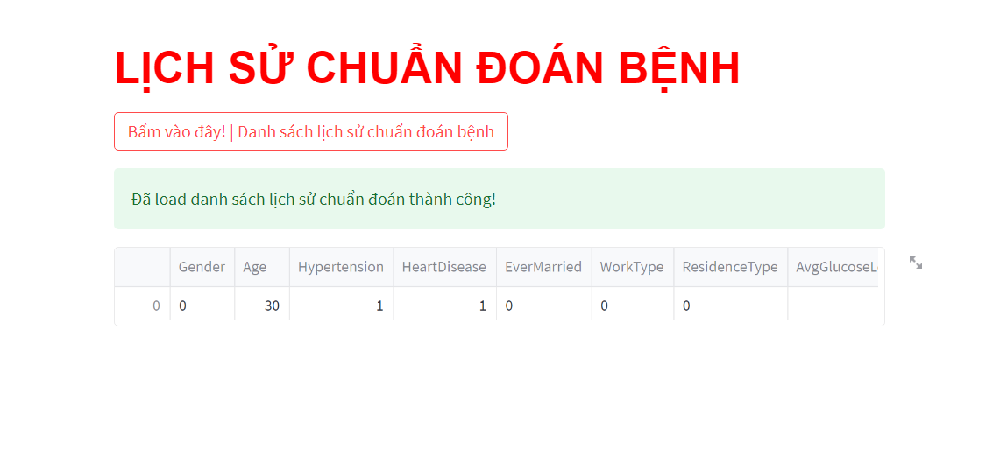 LỊCH SỬ CHUẨN ĐOÁN BỆNH
Bấm vào đây! | Danh sách lịch sử chuẩn đoán bệnh
Đã load danh sách lịch sử chuẩn đoán thành công!
Gender Age Hypertension HeartDisease EverMarried WorkType ResidenceType AvgGlucoseL
0 0 30 1 1 0 0 0